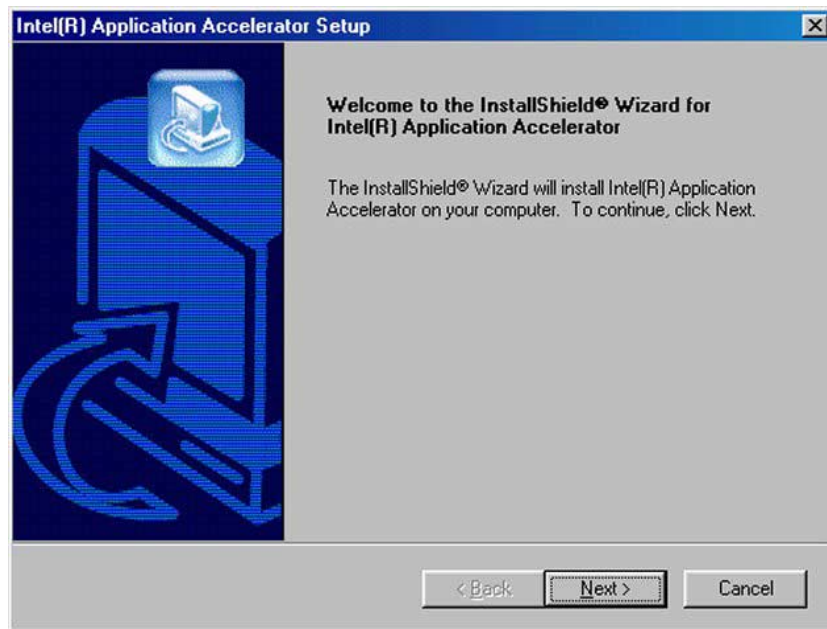 Intel(R) Application Accelerator Setup
Welcome to the InstallShield® Wizard for
Intel(R) Application Accelerator
The InstallShield® Wizard will install Intel(R) Application
Accelerator on your computer. To continue, click Next.
< Back
Next >
Cancel